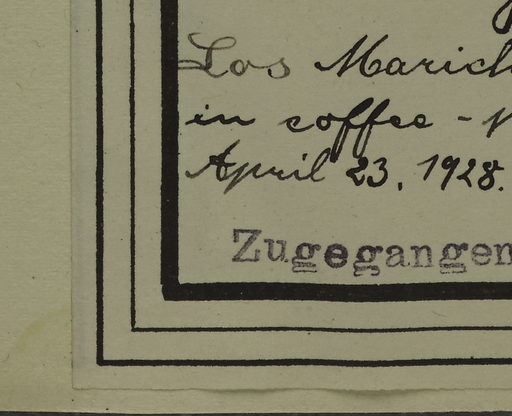 Los
in coffee -
April 23, 1928.
Zugegangen